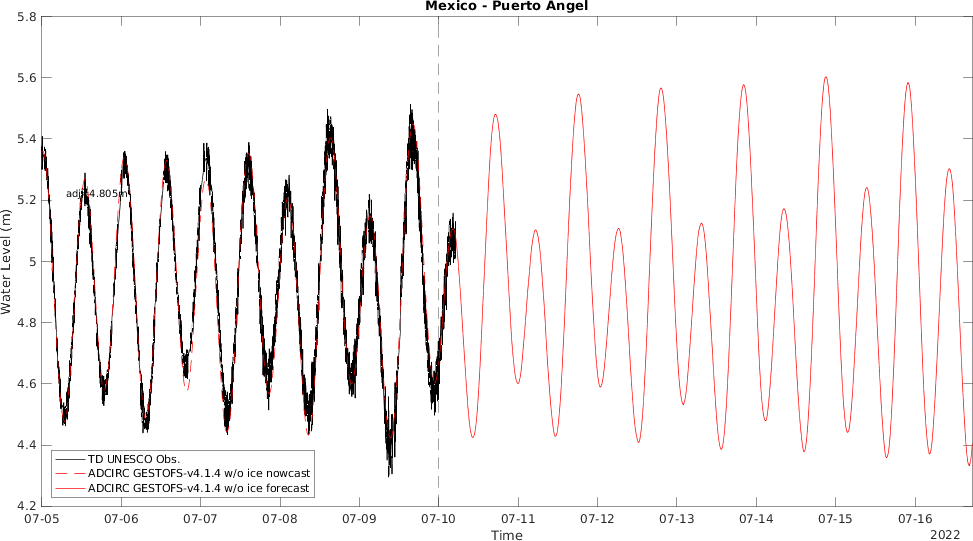 Mexico - Puerto Angel
5.8
5.6
5.4
5.2
5
4.8
4.6
4.4
4.2
Water Level (m)
adj: 4.805m
TD UNESCO Obs.
ADCIRC GESTOFS-v4.1.4 w/o ice nowcast
ADCIRC GESTOFS-v4.1.4 w/o ice forecast
07-05 07-06 07-07 07-08 07-09 07-10 07-11 07-12 07-13 07-14 07-15 07-16
Time
2022